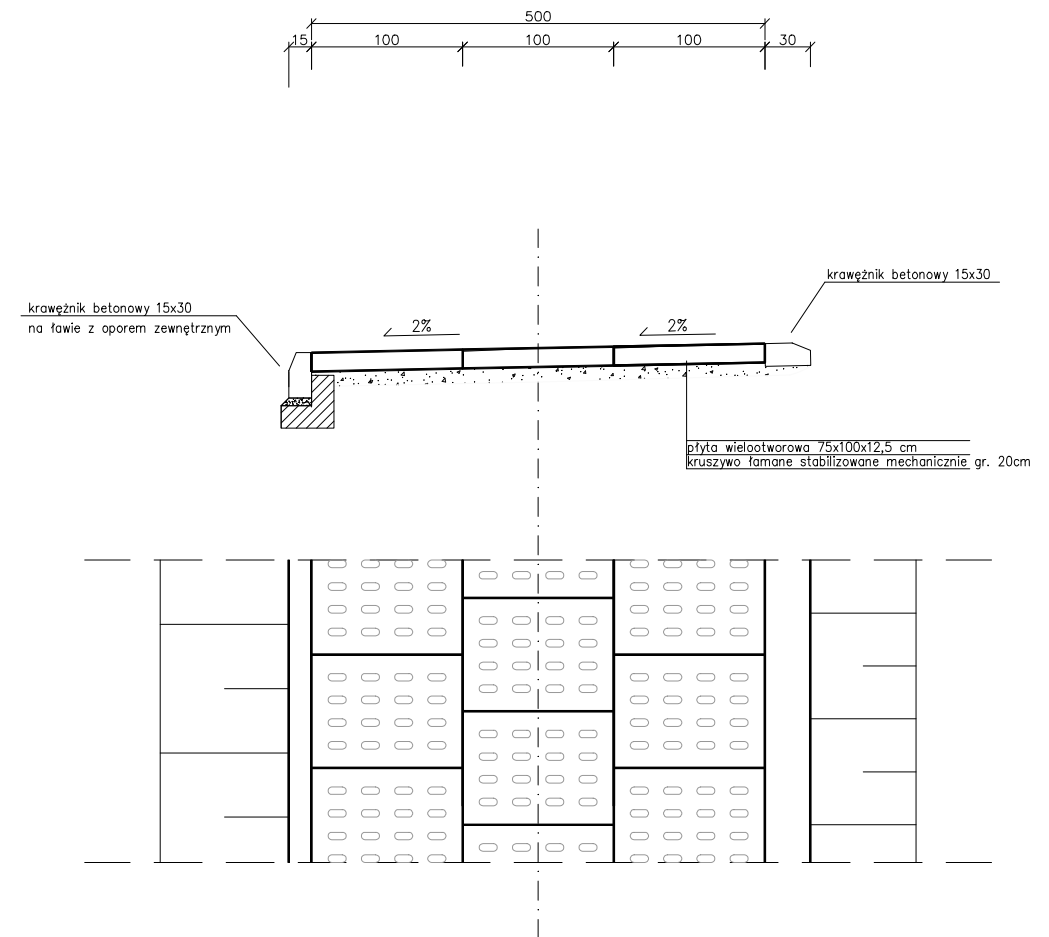 500
15 100 100 100 30
krawężnik betonowy 15x30
krawężnik betonowy 15x30
na ławie z oporem zewnętrznym
2% 2%
płyta wielootworowa 75x100x12,5 cm
kruszywo łamane stabilizowane mechanicznie gr. 20cm